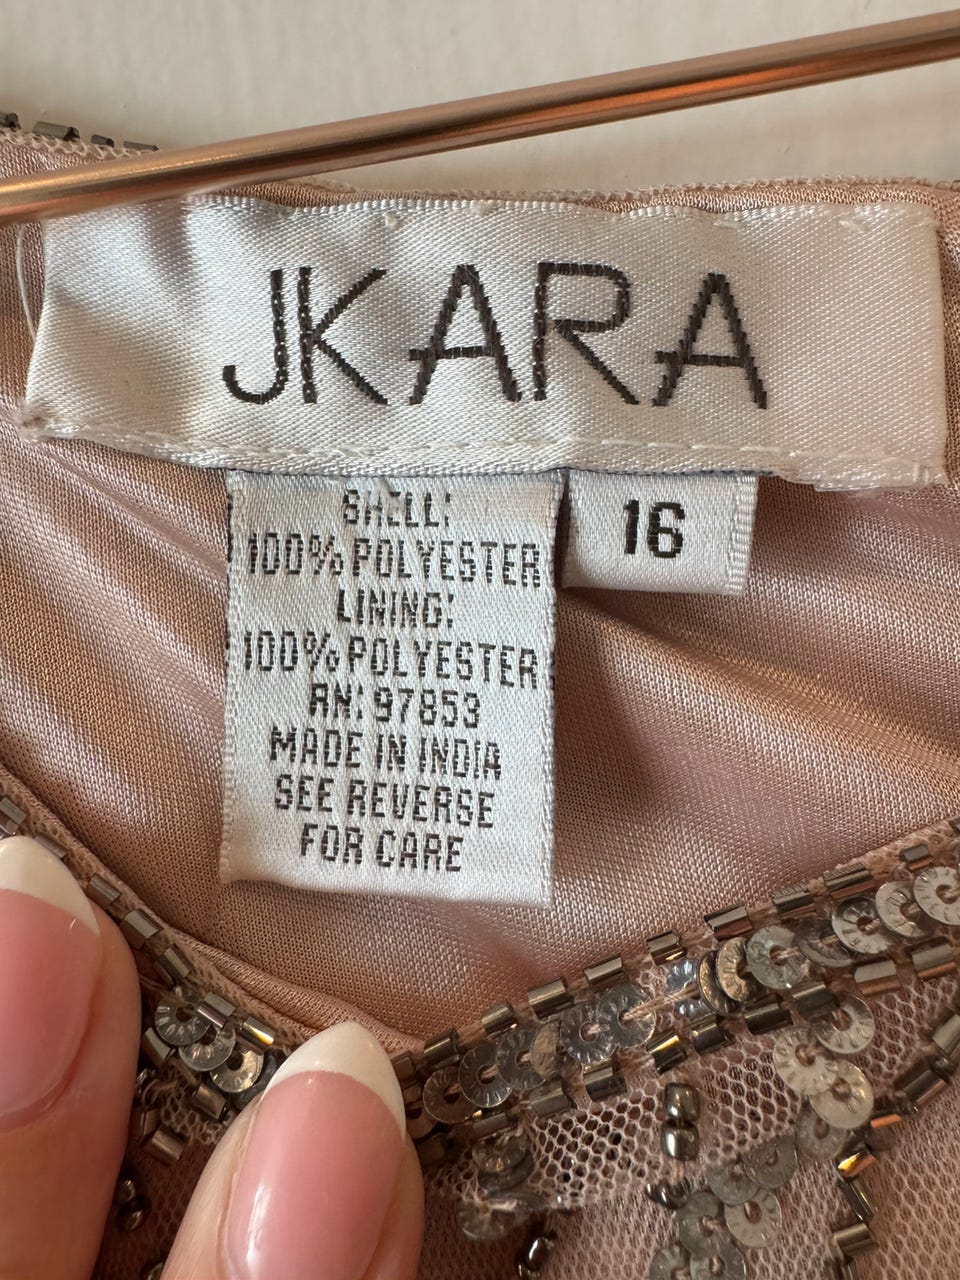 JKARA
SHELL:
100% POLYESTER
LINING:
100% POLYESTER
RN: 97853
MADE IN INDIA
SEE REVERSE
FOR CARE
16